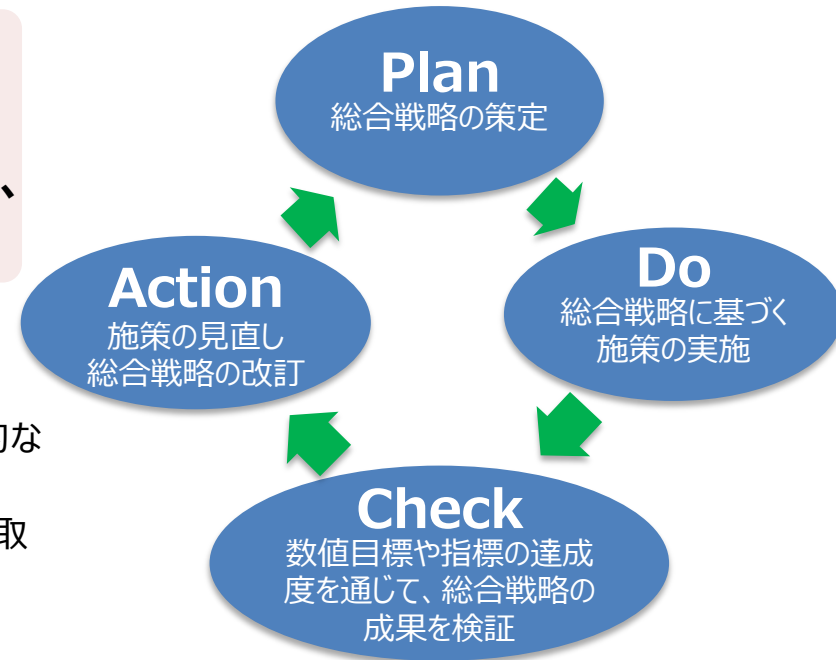 、
Plan
総合戦略の策定
Do
総合戦略に基づく
施策の実施
Action
施策の見直し
総合戦略の改訂
な
取
Check
数値目標や指標の達成
度を通じて、総合戦略の
成果を検証